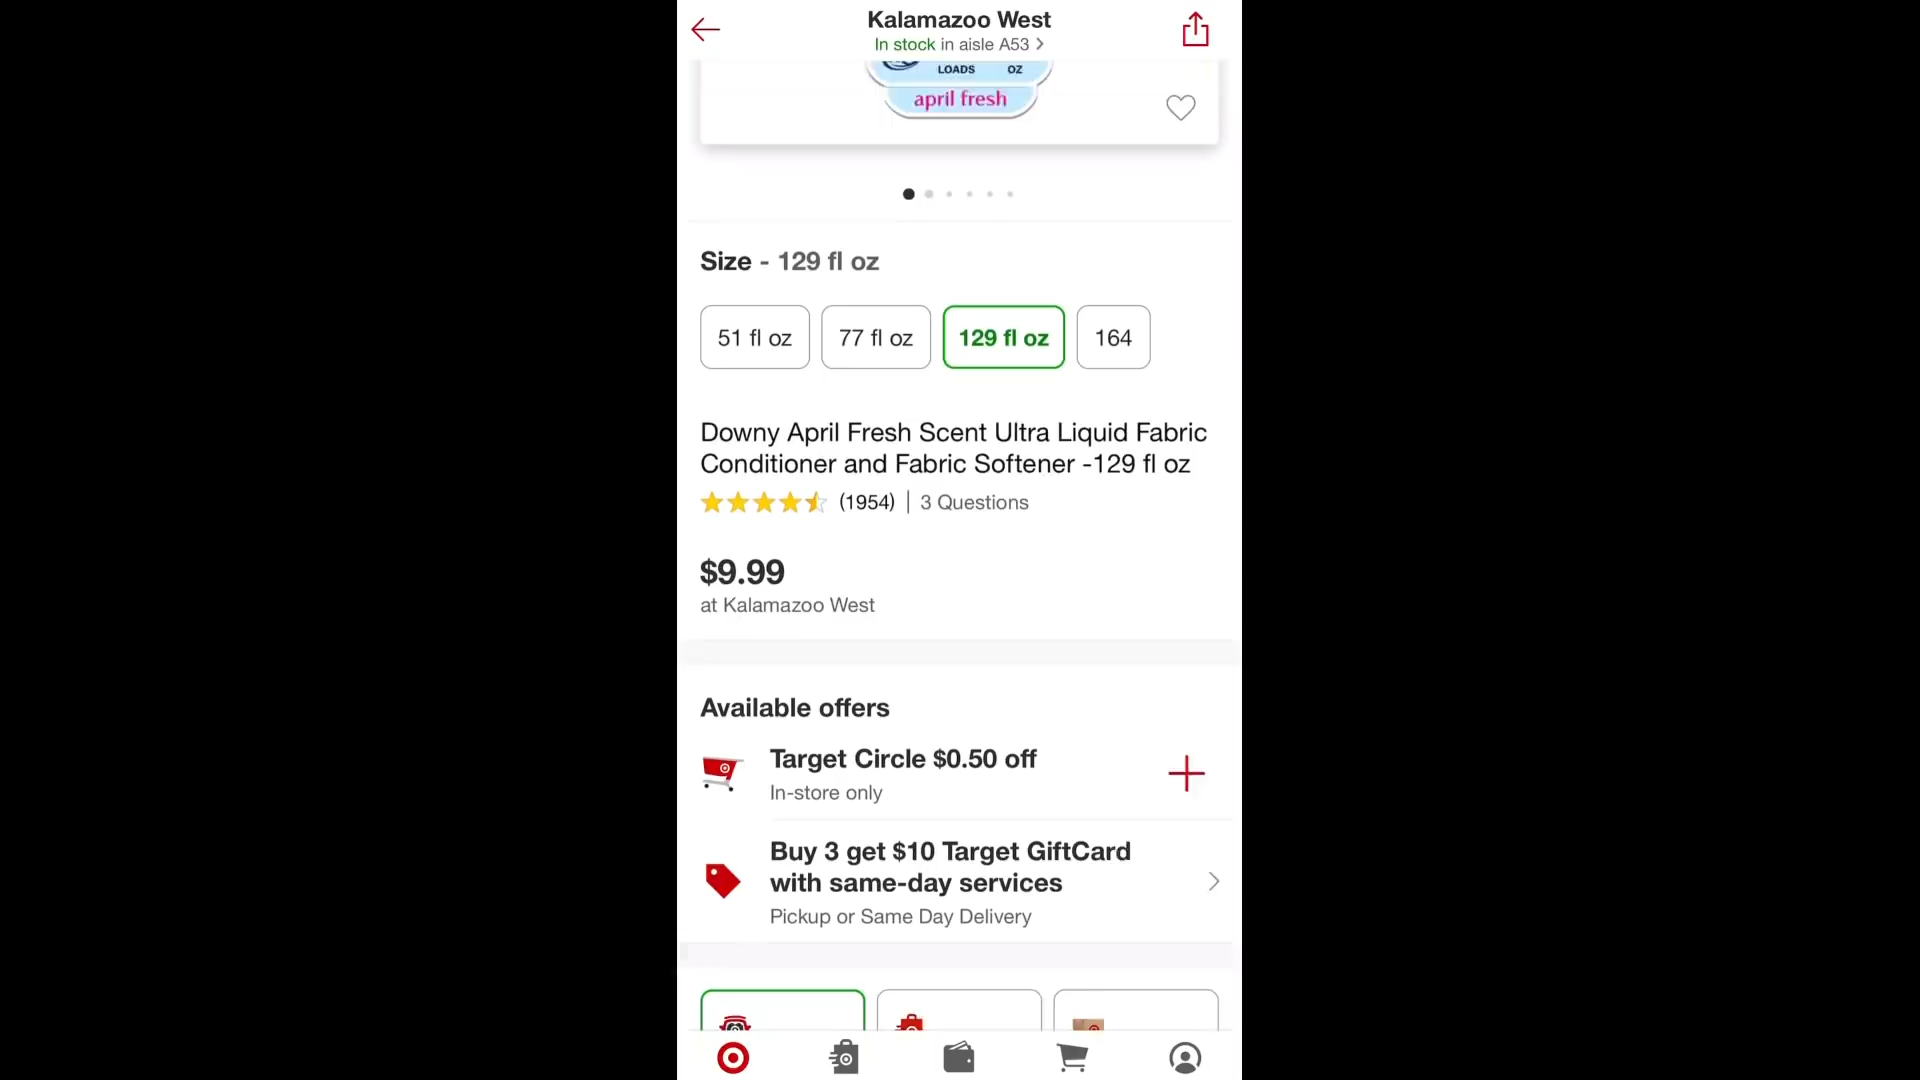 Kalamazoo West
In stock in aisle A53
LOADS OZ
april fresh
Size - 129 fl oz
51 fl oz 77 fl oz 129 fl oz 164
Downy April Fresh Scent Ultra Liquid Fabric
Conditioner and Fabric Softener -129 fl oz
(1954) | 3 Questions
$9.99
at Kalamazoo West
Available offers
Target Circle $0.50 off
In-store only
Buy 3 get $10 Target GiftCard
with same-day services
Pickup or Same Day Delivery